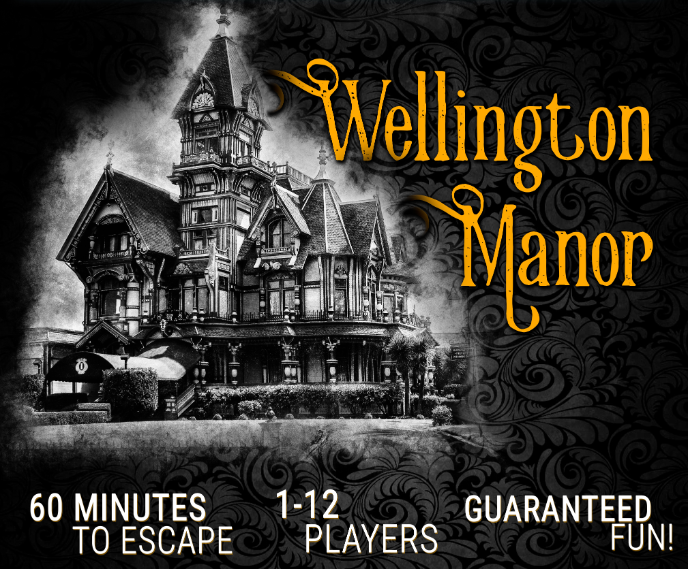 Wellington
Manor
60 MINUTES
TO ESCAPE
1-12
PLAYERS
GUARANTEED
FUN!